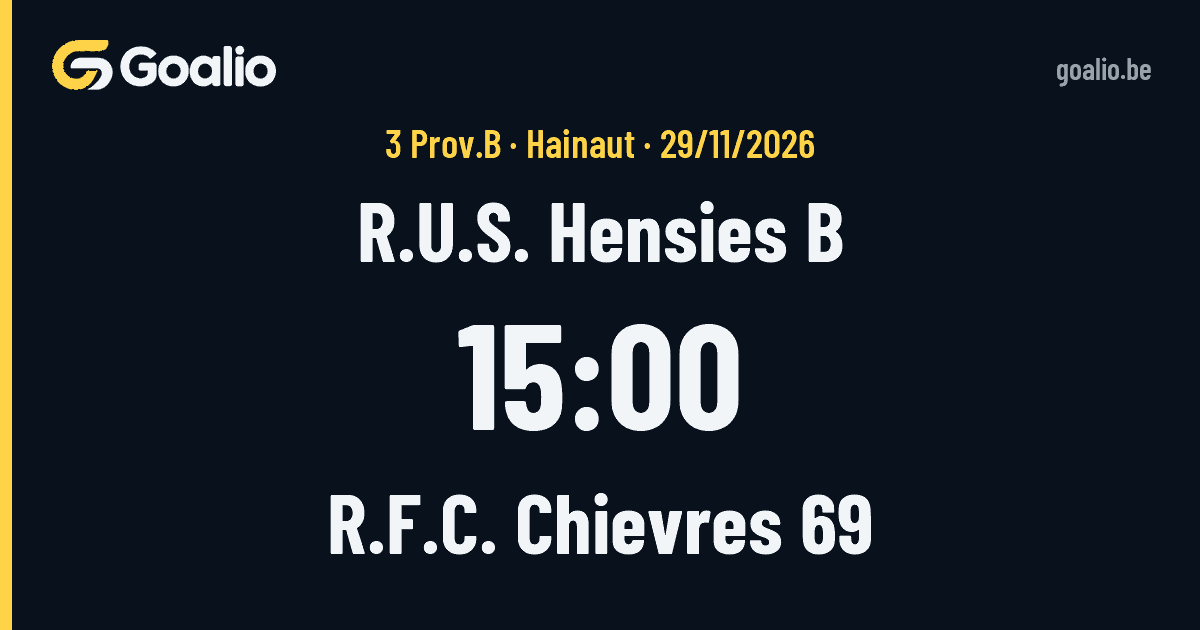 Goalio
goalio.be
3 Prov.B · Hainaut · 29/11/2026
R.U.S. Hensies B
15:00
R.F.C. Chievres 69